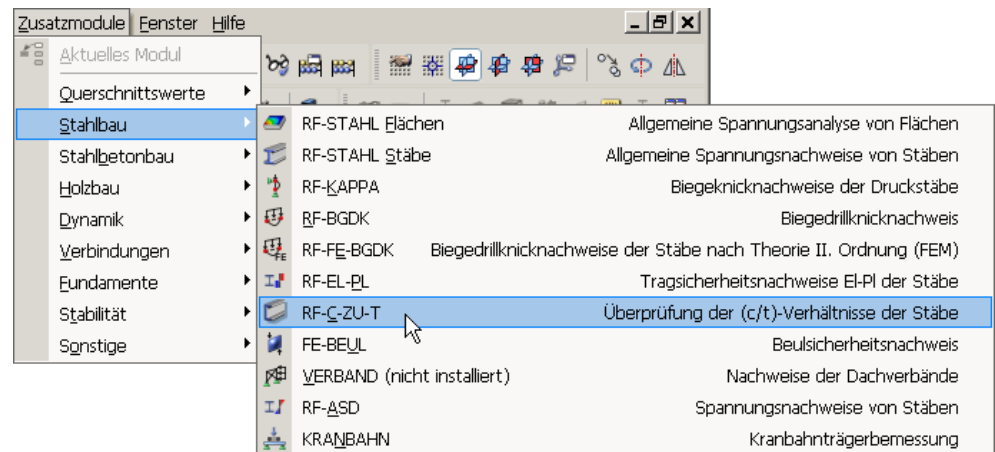 Zusatzmodule Fenster Hilfe
Aktuelles Modul
Querschnittswerte
Stahlbau
Stahlbetonbau
Holzbau
Dynamik
Verbindungen
Fundamente
Stabilität
Sonstige
RF-STAHL Flächen Allgemeine Spannungsanalyse von Flächen
RF-STAHL Stäbe Allgemeine Spannungsnachweise von Stäben
RF-KAPPA Biegeknicknachweise der Druckstäbe
RF-BGDK Biegedrillknicknachweis
RF-FE-BGDK Biegedrillknicknachweise der Stäbe nach Theorie II. Ordnung (FEM)
RF-EL-PL Tragsicherheitsnachweise El-Pl der Stäbe
RF-C-ZU-T Überprüfung der (c/t)-Verhältnisse der Stäbe
FE-BEUL Beulsicherheitsnachweis
VERBAND (nicht installiert) Nachweise der Dachverbände
RF-ASD Spannungsnachweise von Stäben
KRANBAHN Kranbahnträgerbemessung